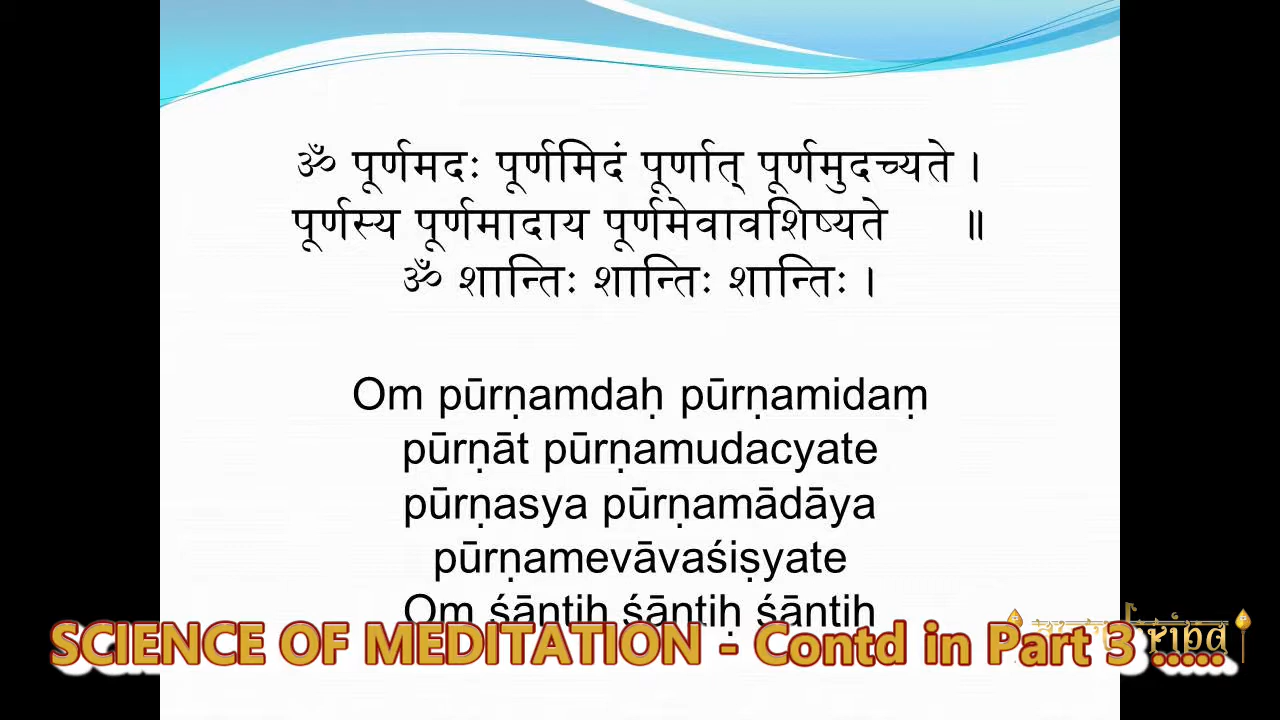 ॐ पूर्णमदः पूर्णमिदं पूर्णात् पूर्णमुदच्यते ।
पूर्णस्य पूर्णमादाय पूर्णमेवावशिष्यते ॥
ॐ शान्तिः शान्तिः शान्तिः ।
Om pūrṇamdaḥ pūrṇamidaṃ
pūrṇāt pūrṇamudacyate
pūrṇasya pūrṇamādāya
pūrṇamevāvaśiṣyate
Om śāntiḥ śāntiḥ śāntiḥ
SCIENCE OF MEDITATION - Contd in Part 3 .....